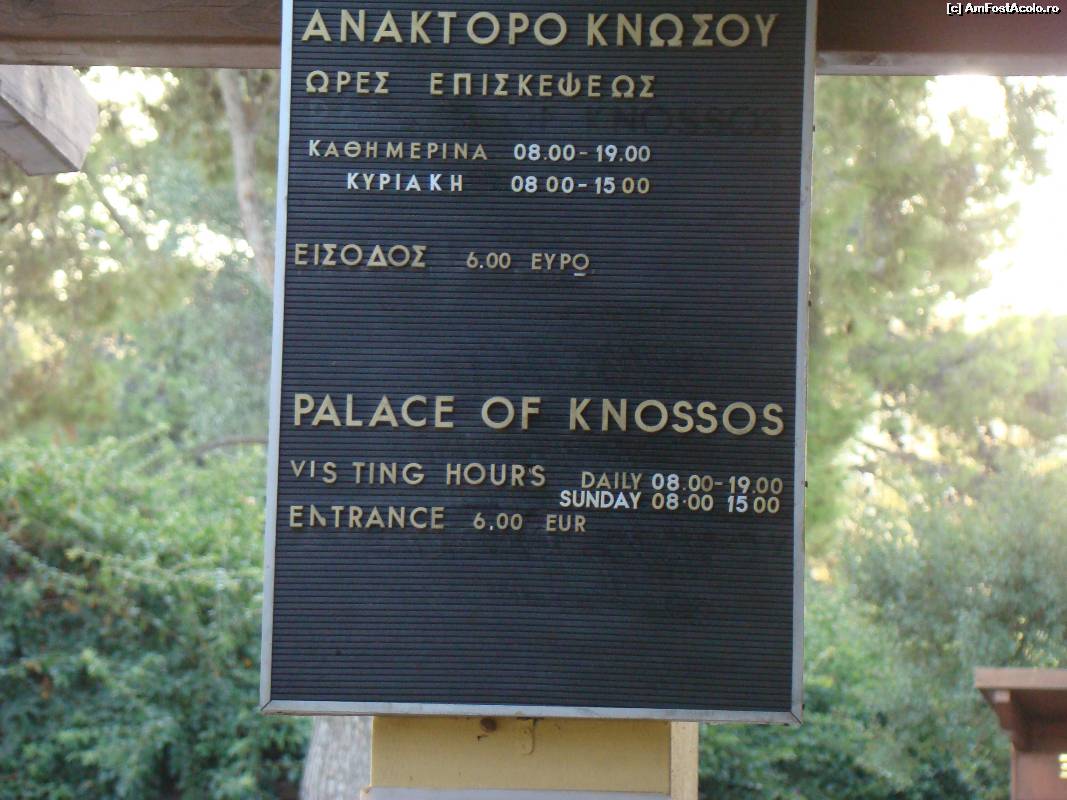 [c] AmFostAcolo.ro
ΑΝΑΚΤΟΡΟ ΚΝΩΣΟΥ
ΩΡΕΣ ΕΠΙΣΚΕΨΕΩΣ
ΚΑΘΗΜΕΡΙΝΑ 08.00-19.00
ΚΥΡΙΑΚΗ 08 00-15 00
ΕΙΣΟΔΟΣ 6.00 ΕΥΡΟ
PALACE OF KNOSSOS
VIS TING HOURS DAILY 08.00-19.00
SUNDAY 08.00 15 00
ENTRANCE 6.00 EUR